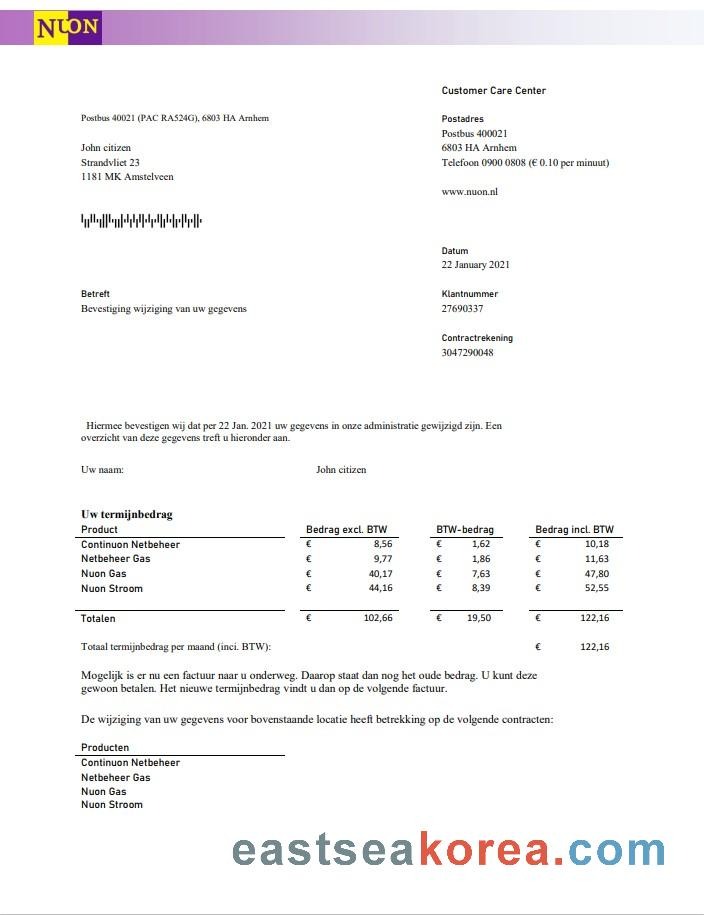 NUON
Customer Care Center
Postbus 40021 (PAC RA524G), 6803 HA Arnhem
Postadres
Postbus 400021
John citizen
6803 HA Arnhem
Strandvliet 23
Telefoon 0900 0808 (€ 0.10 per minuut)
1181 MK Amstelveen
www.nuon.nl
Datum
22 January 2021
Betreft
Klantnummer
Bevestiging wijziging van uw gegevens
27690337
Contractrekening
3047290048
Hiermee bevestigen wij dat per 22 Jan. 2021 uw gegevens in onze administratie gewijzigd zijn. Een
overzicht van deze gegevens treft u hieronder aan.
Uw naam: John citizen
Uw termijnbedrag
Product Bedrag excl. BTW BTW-bedrag Bedrag incl. BTW
Continuon Netbeheer € 8,56 € 1,62 € 10,18
Netbeheer Gas € 9,77 € 1,86 € 11,63
Nuon Gas € 40,17 € 7,63 € 47,80
Nuon Stroom € 44,16 € 8,39 € 52,55
Totalen € 102,66 € 19,50 € 122,16
Totaal termijnbedrag per maand (inci. BTW): € 122,16
Mogelijk is er nu een factuur naar u onderweg. Daarop staat dan nog het oude bedrag. U kunt deze
gewoon betalen. Het nieuwe termijnbedrag vindt u dan op de volgende factuur.
De wijziging van uw gegevens voor bovenstaande locatie heeft betrekking op de volgende contracten:
Producten
Continuon Netbeheer
Netbeheer Gas
Nuon Gas
Nuon Stroom
eastseakorea.com